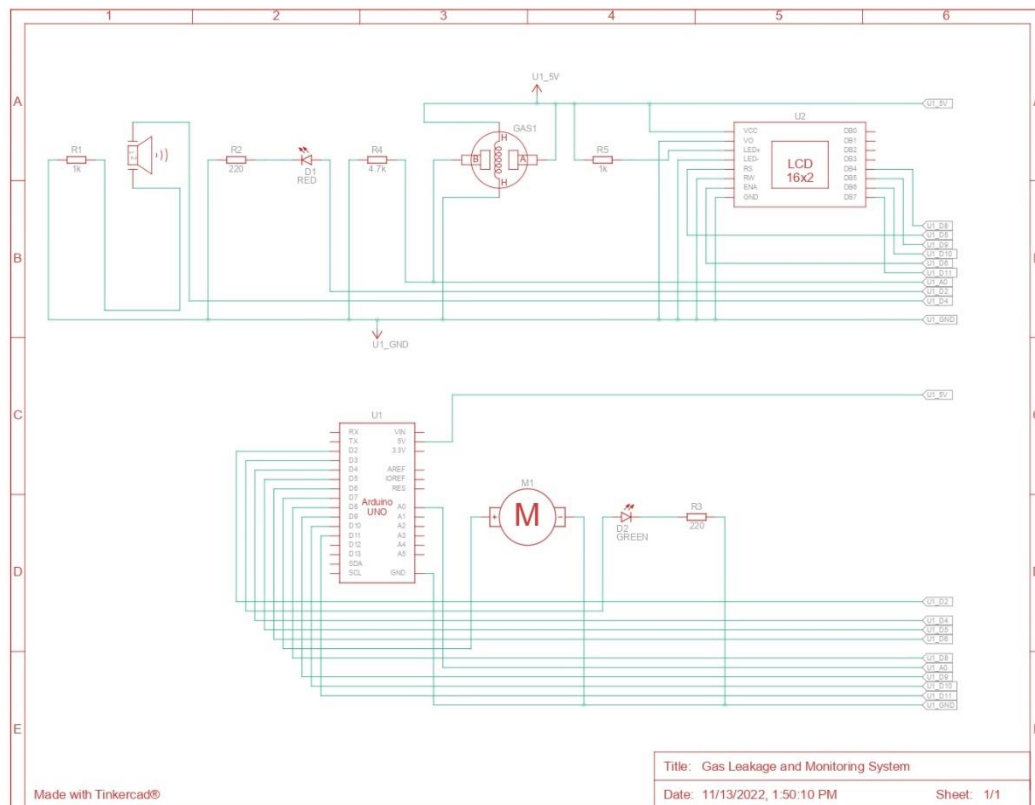 1 2 3 4 5 6
A
B
C
D
E
A
U1_5V
U1_5V
GAS1
H
B A
H
R1
1k
R2
220
D1
RED
R4
4.7k
R5
1k
U2
LCD
16x2
VCC DB0
VO DB1
LED+ DB2
LED- DB3
RS DB4
RW DB5
ENA DB6
GND DB7
U1_D8
U1_D5
U1_D9
U1_D10
U1_D6
U1_D11
U1_A0
U1_D2
U1_D4
U1_GND
U1_GND
U1_5V
U1
Arduino
UNO
RX VIN
TX 5V
D2 3.3V
D3
D4 AREF
D5 IOREF
D6 RES
D7
D8 A0
D9 A1
D10 A2
D11 A3
D12 A4
D13 A5
SDA
SCL GND
M1
+ M -
D2
GREEN
R3
220
U1_D2
U1_D4
U1_D5
U1_D6
U1_D8
U1_A0
U1_D9
U1_D10
U1_D11
U1_GND
Title: Gas Leakage and Monitoring System
Made with Tinkercad®
Date: 11/13/2022, 1:50:10 PM Sheet: 1/1